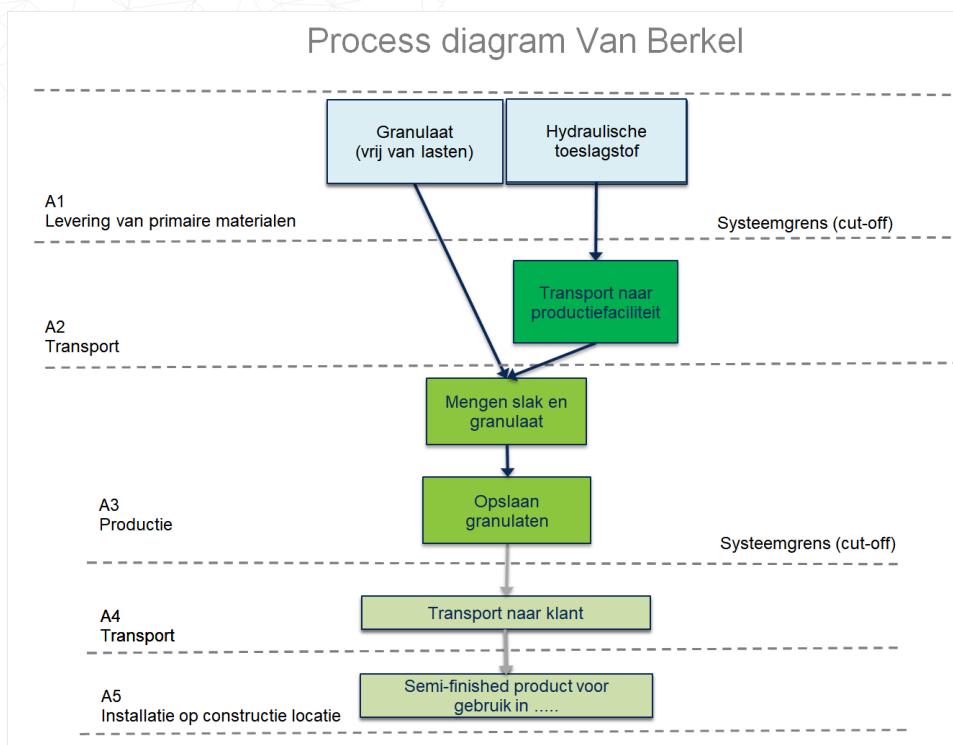 Process diagram Van Berkel
Granulaat
(vrij van lasten)
Hydraulische
toeslagstof
A1
Levering van primaire materialen
Systeemgrens (cut-off)
Transport naar
productiefaciliteit
A2
Transport
Mengen slak en
granulaat
Opslaan
granulaten
A3
Productie
Systeemgrens (cut-off)
Transport naar klant
A4
Transport
Semi-finished product voor
gebruik in .....
A5
Installatie op constructie locatie